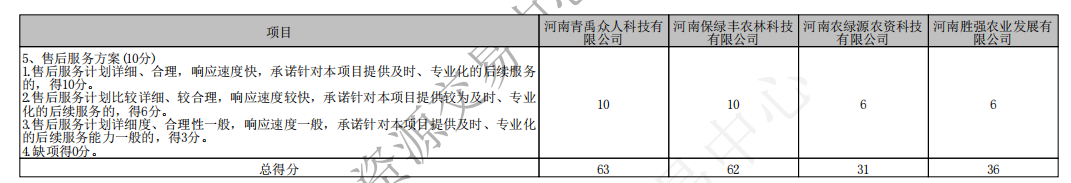 项目
河南青禹众人科技有
限公司
河南保绿丰农林科技
有限公司
河南农绿源农资科技
有限公司
河南胜强农业发展有
限公司
5、售后服务方案(10分)
1.售后服务计划详细、合理，响应速度快，承诺针对本项目提供及时、专业化的后续服务
的，得10分。
2.售后服务计划比较详细、较合理，响应速度较快，承诺针对本项目提供较为及时、专业
化的后续服务的，得6分。
3.售后服务计划详细度、合理性一般，响应速度一般，承诺针对本项目提供及时、专业化
的后续服务能力一般的，得3分。
4.缺项得0分。
10
10
6
6
总得分
63
62
31
36
资源交易中心
中心